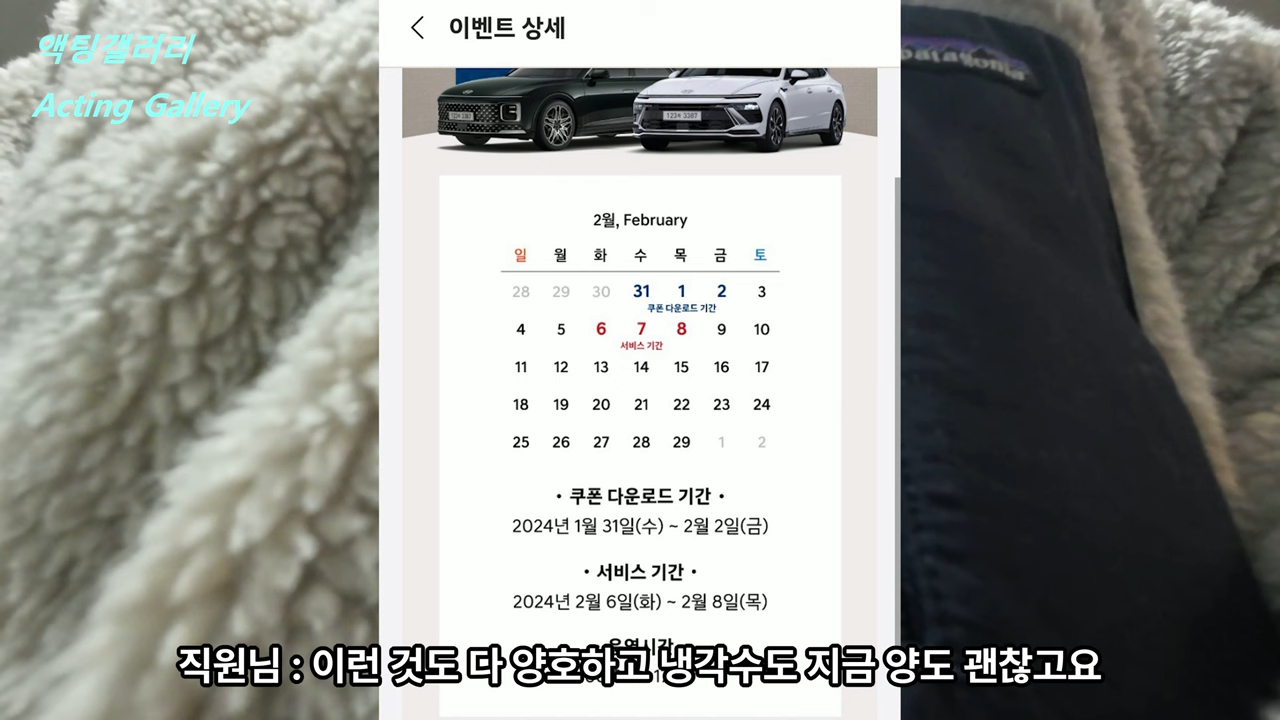 액팅갤러리
Acting Gallery
이벤트 상세
patagonia
2월, February
일 월 화 수 목 금 토
28 29 30 31 1 2 3
쿠폰 다운로드 기간
4 5 6 7 8 9 10
서비스 기간
11 12 13 14 15 16 17
18 19 20 21 22 23 24
25 26 27 28 29 1 2
• 쿠폰 다운로드 기간 •
2024년 1월 31일(수) ~ 2월 2일(금)
• 서비스 기간 •
2024년 2월 6일(화) ~ 2월 8일(목)
운영시간
직원님 : 이런 것도 다 양호하고 냉각수도 지금 양도 괜찮고요